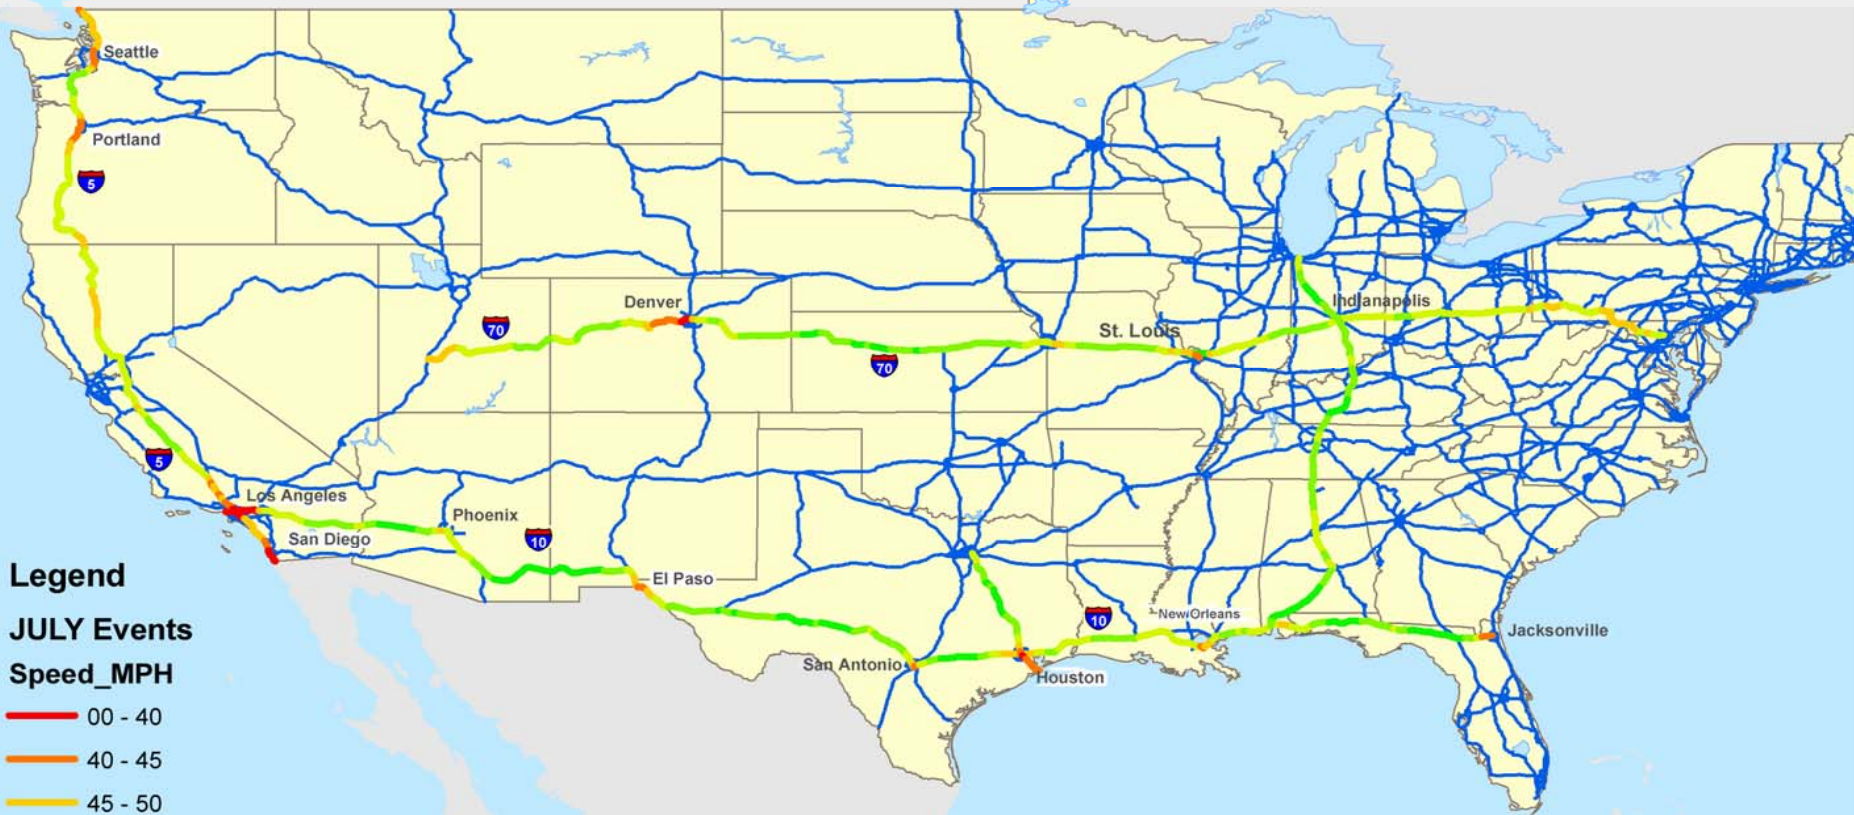 Seattle
Portland
5
Denver
70
Indianapolis
St. Louis
70
5
Los Angeles
Phoenix
San Diego
10
El Paso
10
New Orleans
Jacksonville
San Antonio
Houston
Legend
JULY Events
Speed_MPH
00 - 40
40 - 45
45 - 50